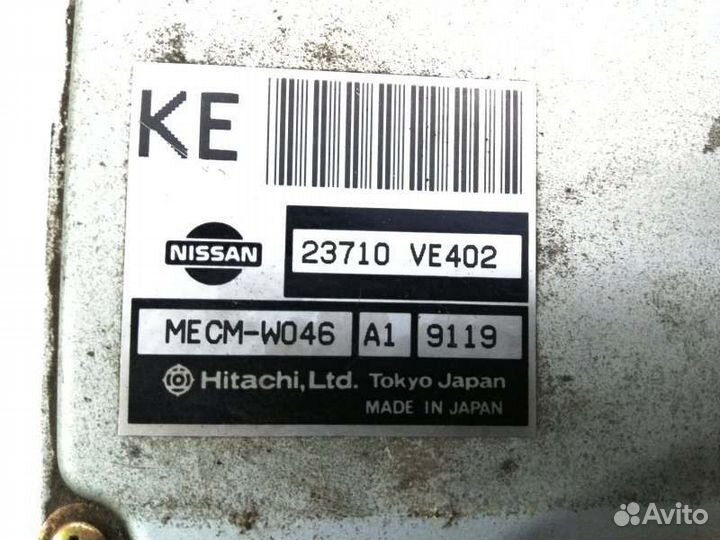 KE
NISSAN 23710 VE402
MECM-W046 A1 9119
Hitachi,Ltd. Tokyo Japan
MADE IN JAPAN
Avito